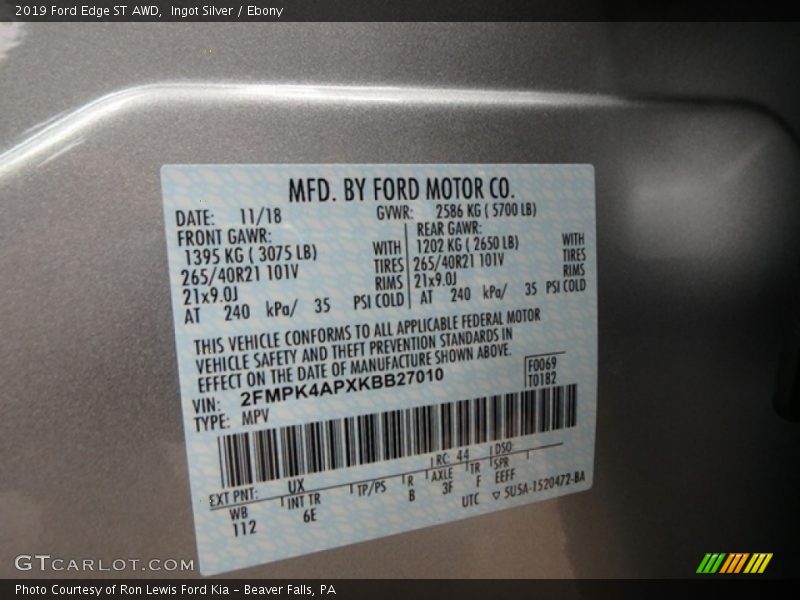 2019 Ford Edge ST AWD,  Ingot Silver / Ebony
MFD. BY FORD MOTOR CO.
DATE: 11/18
GVWR: 2586 KG ( 5700 LB)
FRONT GAWR:
1395 KG ( 3075 LB)
WITH
265/40R21 101V
TIRES
21x9.0J
RIMS
AT 240 kPa/ 35 PSI COLD
REAR GAWR:
1202 KG ( 2650 LB)
WITH
265/40R21 101V
TIRES
21x9.0J
RIMS
AT 240 kPa/ 35 PSI COLD
THIS VEHICLE CONFORMS TO ALL APPLICABLE FEDERAL MOTOR
VEHICLE SAFETY AND THEFT PREVENTION STANDARDS IN
EFFECT ON THE DATE OF MANUFACTURE SHOWN ABOVE.
VIN: 2FMPK4APXKBB27010
TYPE: MPV
F0069
T01B2
EXT PNT: UX
RC: 44
DSO:
WB
INT TR
TP/PS
R
AXLE
TR
SPR
112
6E
B
3F
F
EEFF
UTC
▽ 5U5A-1520472-BA
GTCARLOT.COM
Photo Courtesy of Ron Lewis Ford Kia - Beaver Falls, PA